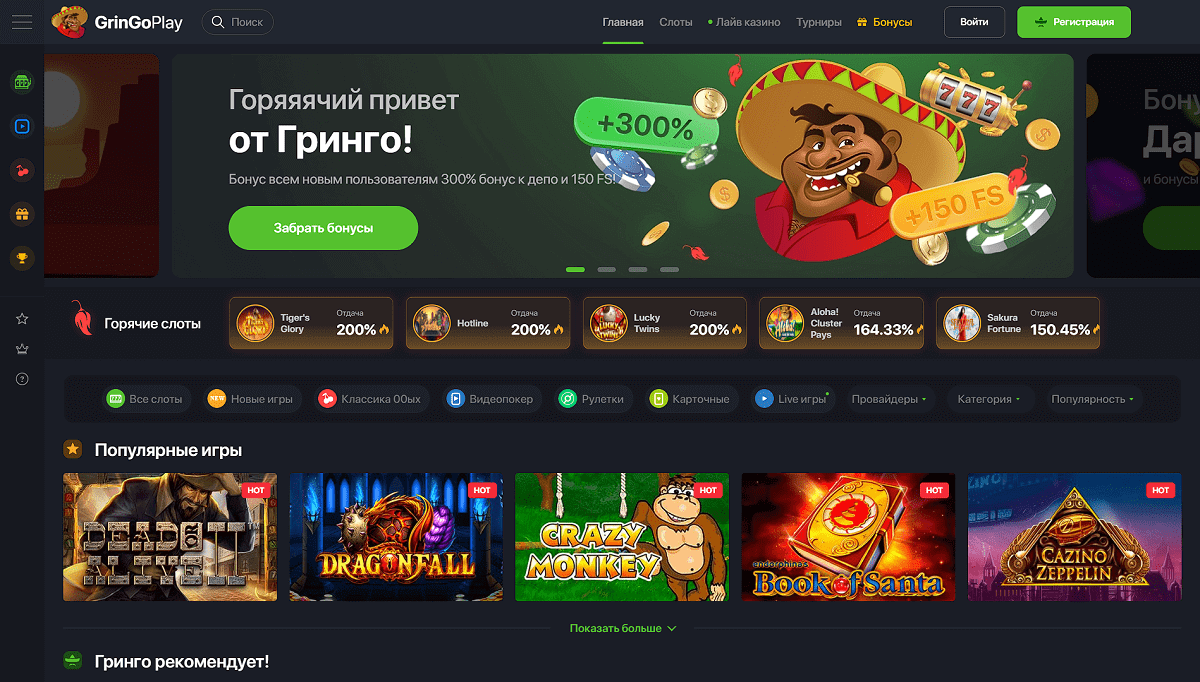 GrinGoPlay
Поиск
Главная
Слоты
Лайв казино
Турниры
Бонусы
Войти
Регистрация
Горяяячий привет
от Гринго!
Бонус всем новым пользователям 300% бонус к депо и 150 FS!
Забрать бонусы
+300%
777
+150 FS
Бону
Дар
и бонусы
Горячие слоты
Tiger's
Glory
Отдача
200%
Hotline
Отдача
200%
Lucky
Twins
Отдача
200%
Aloha!
Cluster
Pays
Отдача
164.33%
Sakura
Fortune
Отдача
150.45%
Все слоты
NEW
Новые игры
Классика 00ых
Видеопокер
Рулетки
Карточные
Live игры
Провайдеры
Категория
Популярность
Популярные игры
HOT
DEAD OR
ALIVE II
HOT
DRAGONFALL
HOT
CRAZY
MONKEY
HOT
endorphina's
Book of Santa
HOT
CAZINO
ZEPPELIN
Показать больше
Гринго рекомендует!